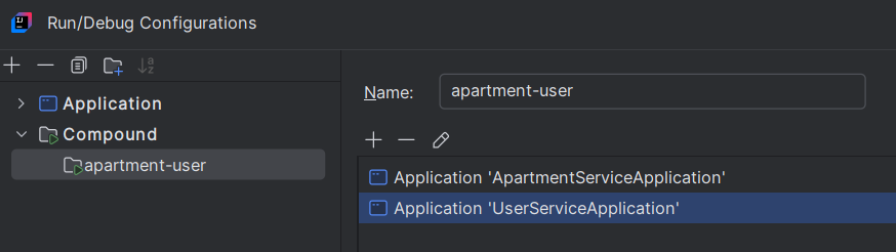 Run/Debug Configurations
Name: apartment-user
Application
Compound
apartment-user
Application 'ApartmentServiceApplication'
Application 'UserServiceApplication'